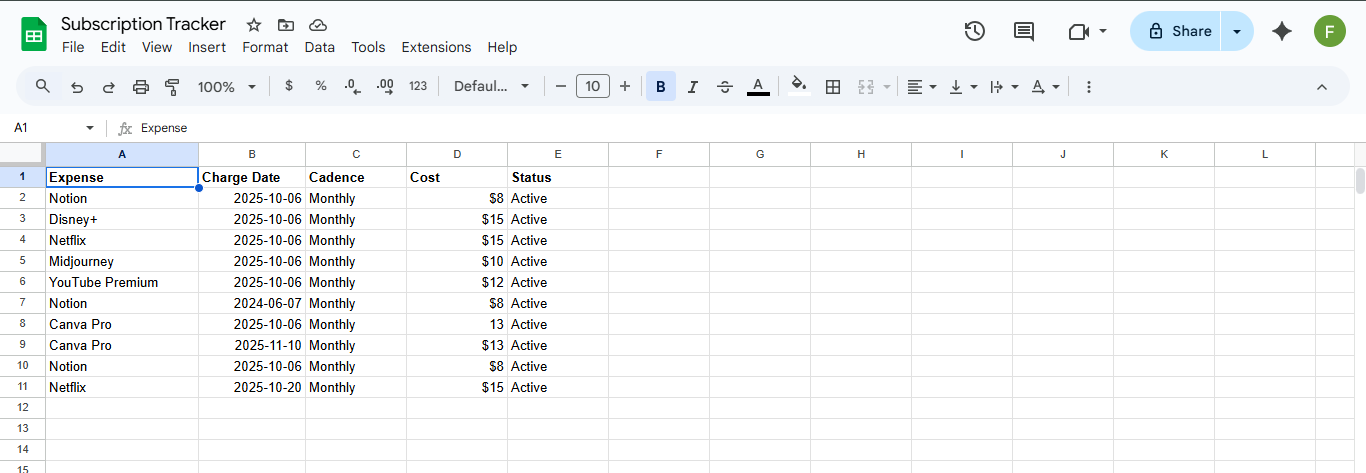 Subscription Tracker
File Edit View Insert Format Data Tools Extensions Help
Share
F
100% $ % .0 .00 123 Defaul... 10 B I S A A
A1 fx Expense
A B C D E F G H I J K L
1 Expense Charge Date Cadence Cost Status
2 Notion 2025-10-06 Monthly $8 Active
3 Disney+ 2025-10-06 Monthly $15 Active
4 Netflix 2025-10-06 Monthly $15 Active
5 Midjourney 2025-10-06 Monthly $10 Active
6 YouTube Premium 2025-10-06 Monthly $12 Active
7 Notion 2024-06-07 Monthly $8 Active
8 Canva Pro 2025-10-06 Monthly 13 Active
9 Canva Pro 2025-11-10 Monthly $13 Active
10 Notion 2025-10-06 Monthly $8 Active
11 Netflix 2025-10-20 Monthly $15 Active
12
13
14
15